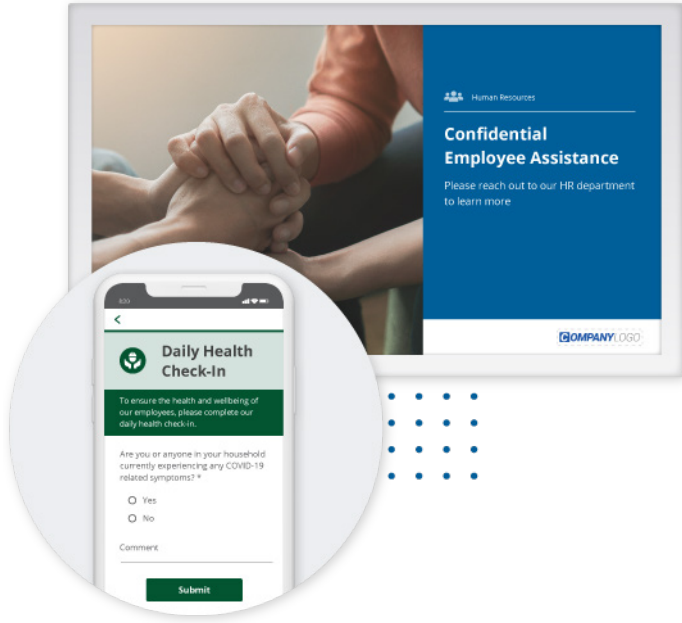 Human Resources
Confidential
Employee Assistance
Please reach out to our HR department
to learn more
COMPANYLOGO
Daily Health
Check-In
To ensure the health and wellbeing of
our employees, please complete our
daily health check-in.
Are you or anyone in your household
currently experiencing any COVID-19
related symptoms? *
Yes
No
Comment
Submit